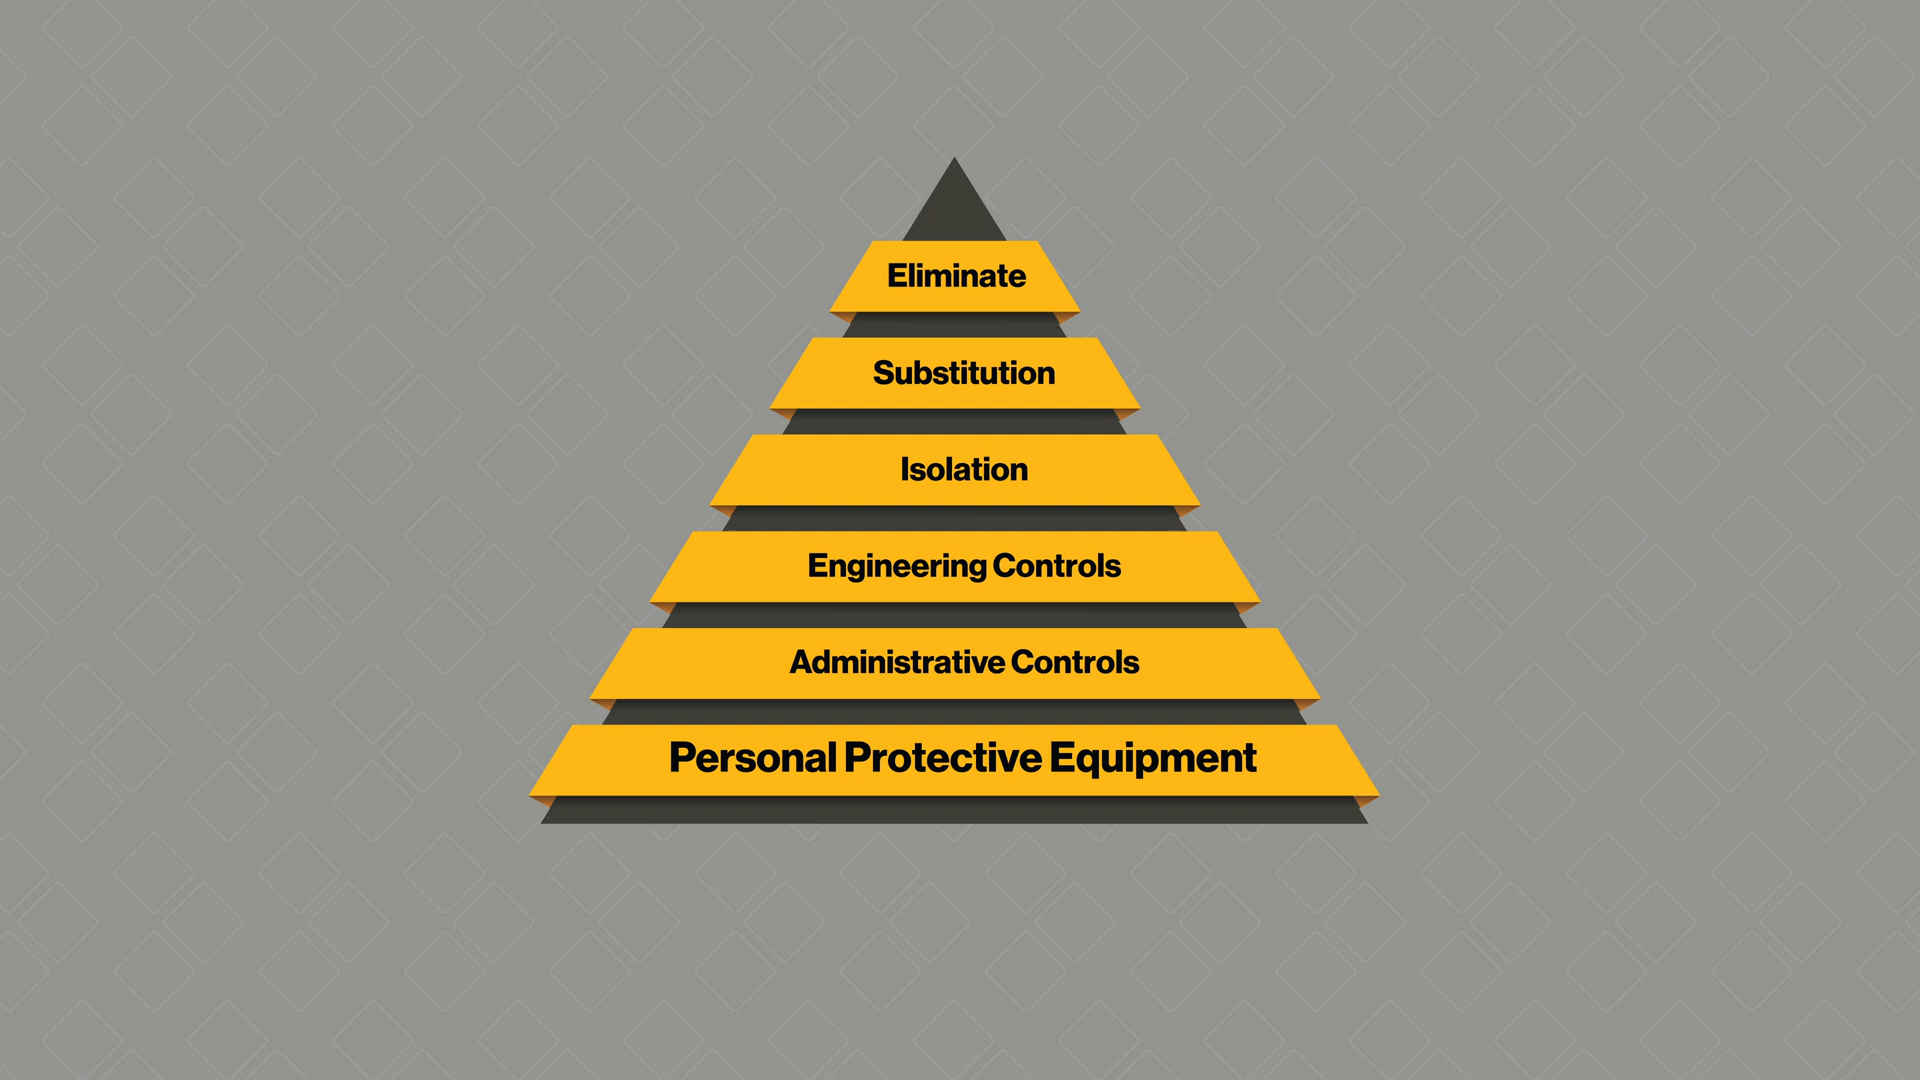 Eliminate
Substitution
Isolation
Engineering Controls
Administrative Controls
Personal Protective Equipment